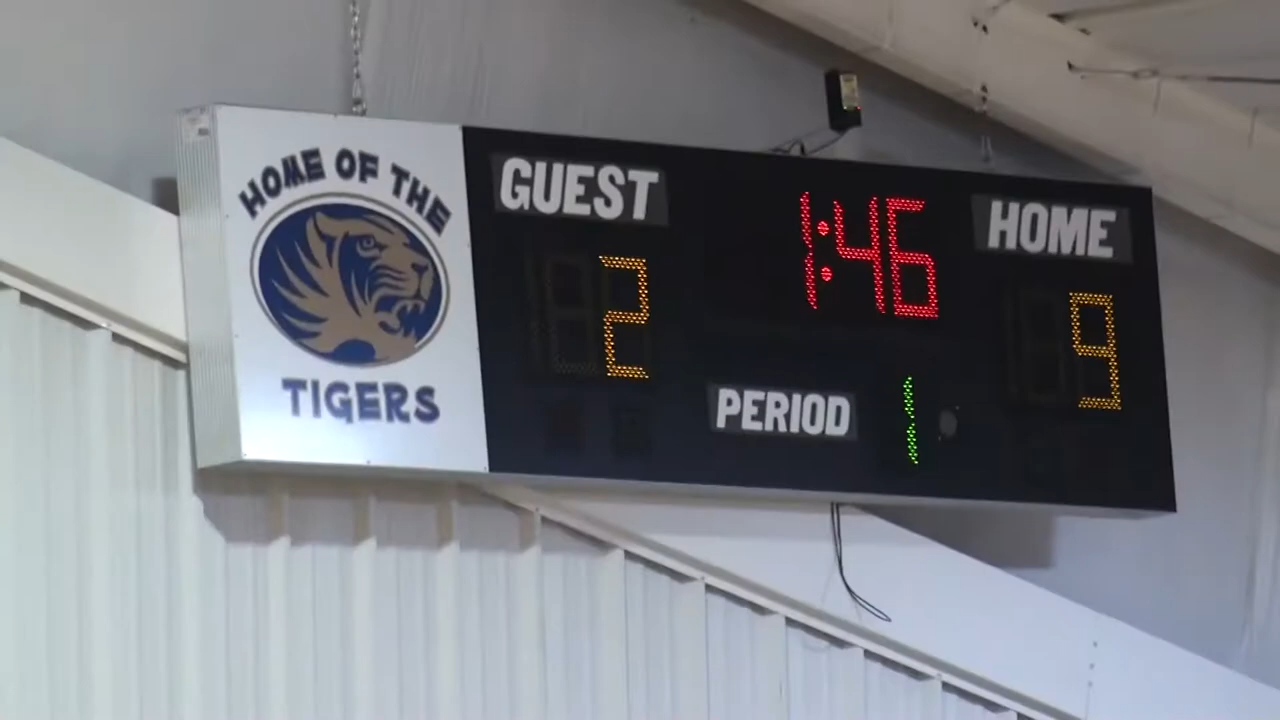 HOME OF THE
TIGERS
GUEST
2
1:46
HOME
9
PERIOD 1